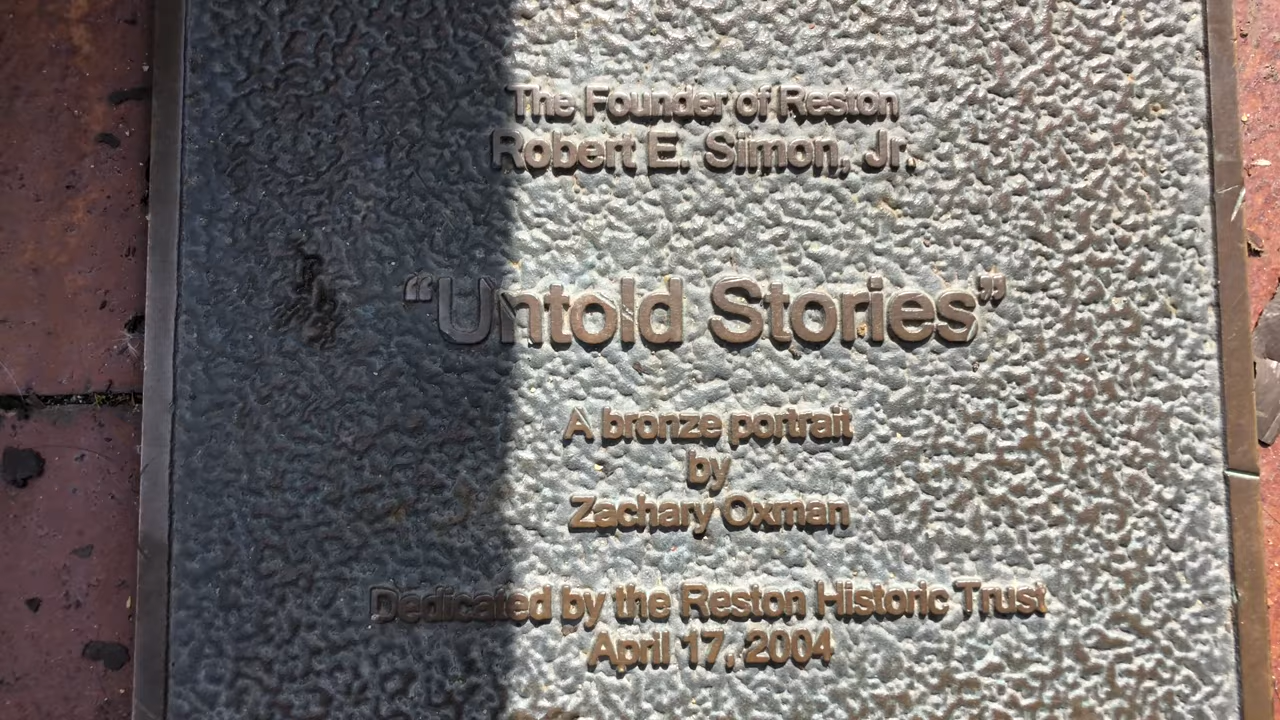 The Founder of Reston
Robert E. Simon, Jr.
“Untold Stories”
A bronze portrait
by
Zachary Oxman
Dedicated by the Reston Historic Trust
April 17, 2004